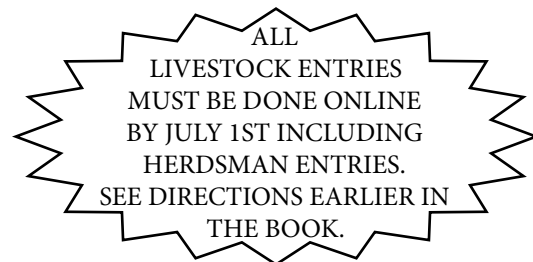 ALL
LIVESTOCK ENTRIES
MUST BE DONE ONLINE
BY JULY 1ST INCLUDING
HERDSMAN ENTRIES.
SEE DIRECTIONS EARLIER IN
THE BOOK.